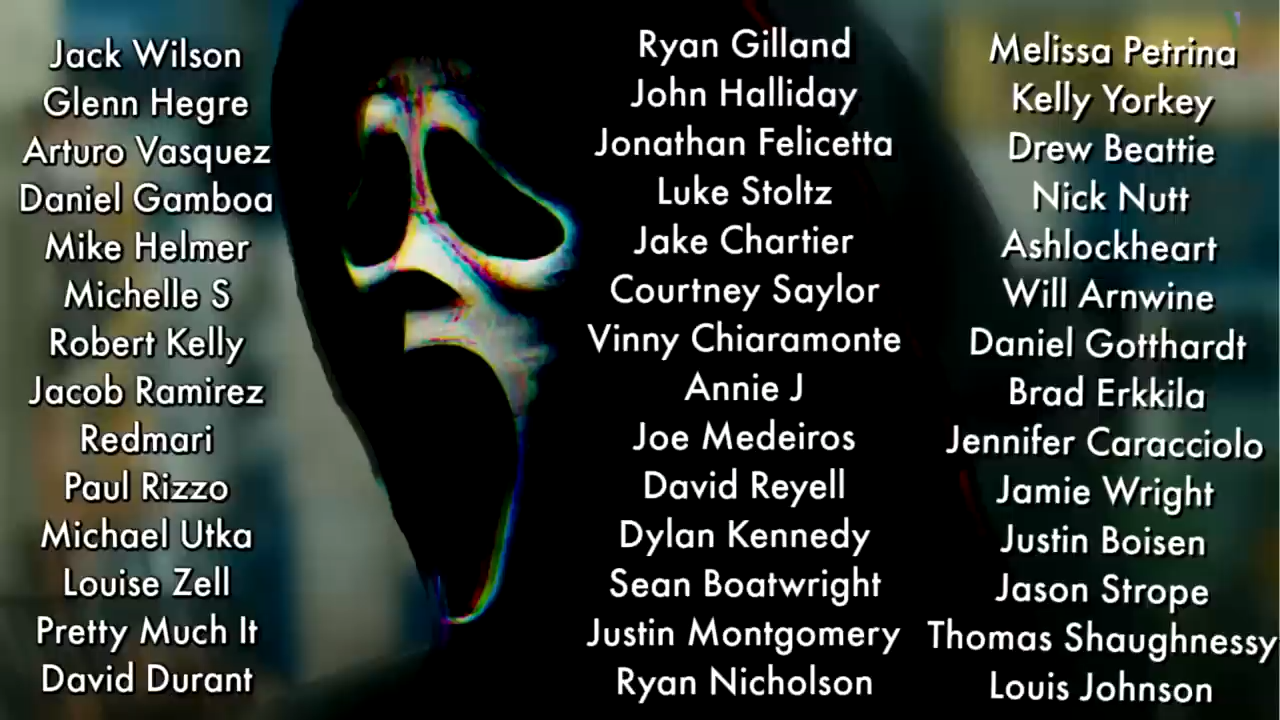 Jack Wilson
Glenn Hegre
Arturo Vasquez
Daniel Gamboa
Mike Helmer
Michelle S
Robert Kelly
Jacob Ramirez
Redmari
Paul Rizzo
Michael Utka
Louise Zell
Pretty Much It
David Durant
Ryan Gilland
John Halliday
Jonathan Felicetta
Luke Stoltz
Jake Chartier
Courtney Saylor
Vinny Chiaramonte
Annie J
Joe Medeiros
David Reyell
Dylan Kennedy
Sean Boatwright
Justin Montgomery
Ryan Nicholson
Melissa Petrina
Kelly Yorkey
Drew Beattie
Nick Nutt
Ashlockheart
Will Arnwine
Daniel Gotthardt
Brad Erkkila
Jennifer Caracciolo
Jamie Wright
Justin Boisen
Jason Strope
Thomas Shaughnessy
Louis Johnson